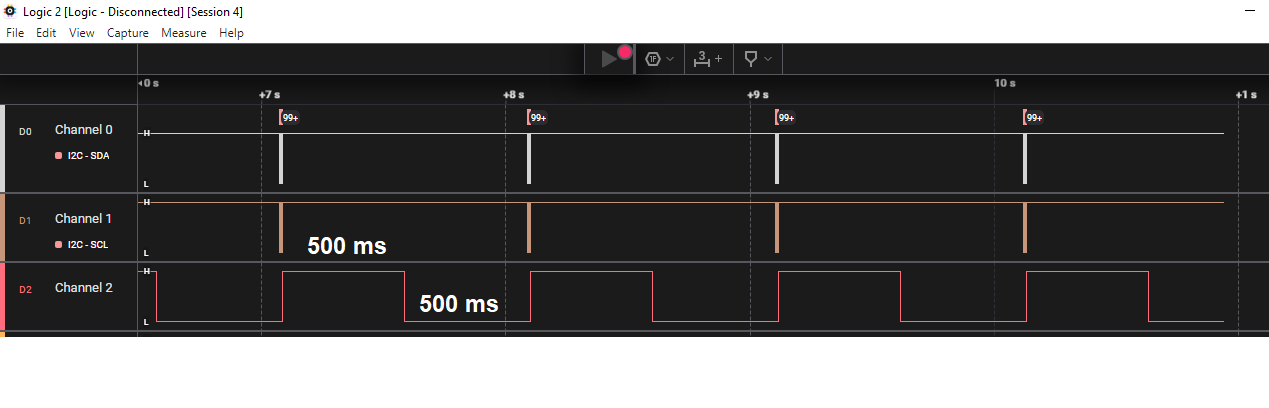 Logic 2 [Logic - Disconnected] [Session 4]
File Edit View Capture Measure Help
1F 3 +
0 s 10 s
+7 s +8 s +9 s +1 s
D0 Channel 0 H 99+ 99+ 99+ 99+
I2C - SDA
L
D1 Channel 1 H
I2C - SCL L
500 ms
D2 Channel 2 H
500 ms
L